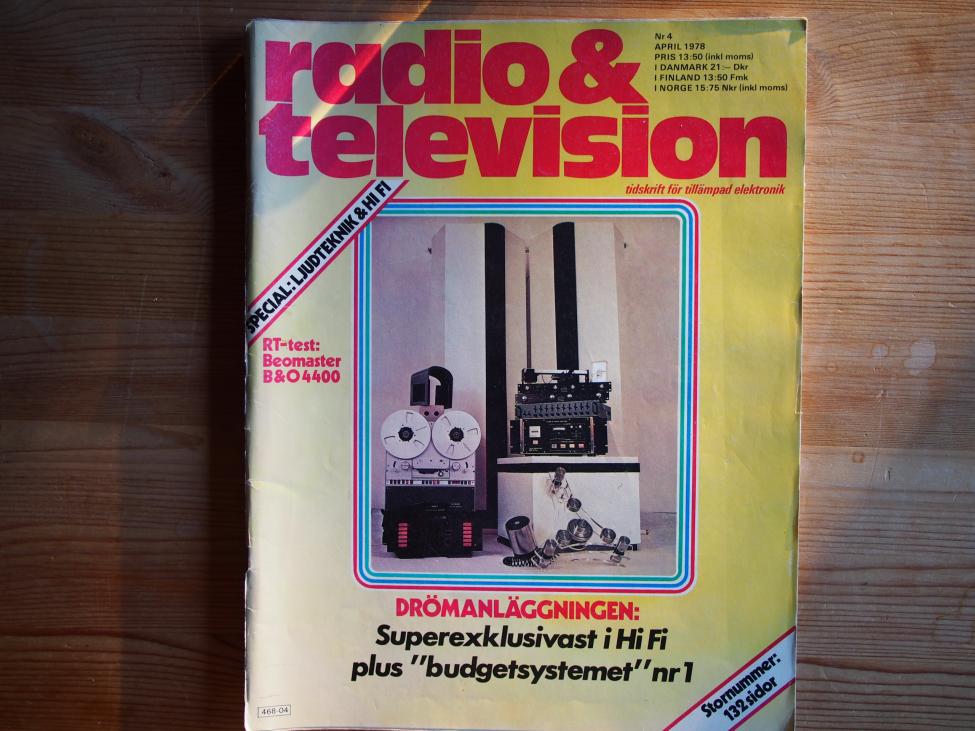 radio &
television
Nr 4
APRIL 1978
PRIS 13:50 (inkl moms)
I DANMARK 21:— Dkr
I FINLAND 13:50 Fmk
I NORGE 15:75 Nkr (inkl moms)
tidskrift för tillämpad elektronik
SPECIAL: LJUDTEKNIK & HI FI
RT-test:
Beomaster
B&O 4400
DRÖMANLÄGGNINGEN:
Superexklusivast i Hi Fi
plus "budgetsystemet" nr 1
Stornummer:
132 sidor
468-04